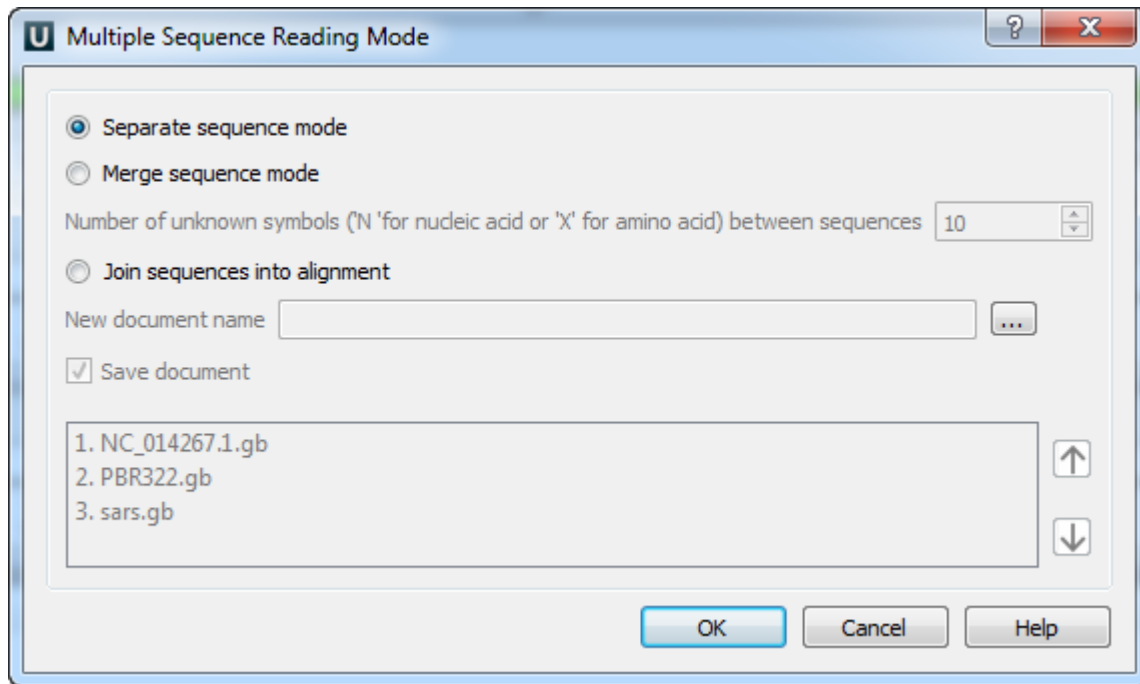 U Multiple Sequence Reading Mode ? X
Separate sequence mode
Merge sequence mode
Number of unknown symbols ('N 'for nucleic acid or 'X' for amino acid) between sequences 10
Join sequences into alignment
New document name ...
Save document
1. NC_014267.1.gb
2. PBR322.gb
3. sars.gb
OK Cancel Help